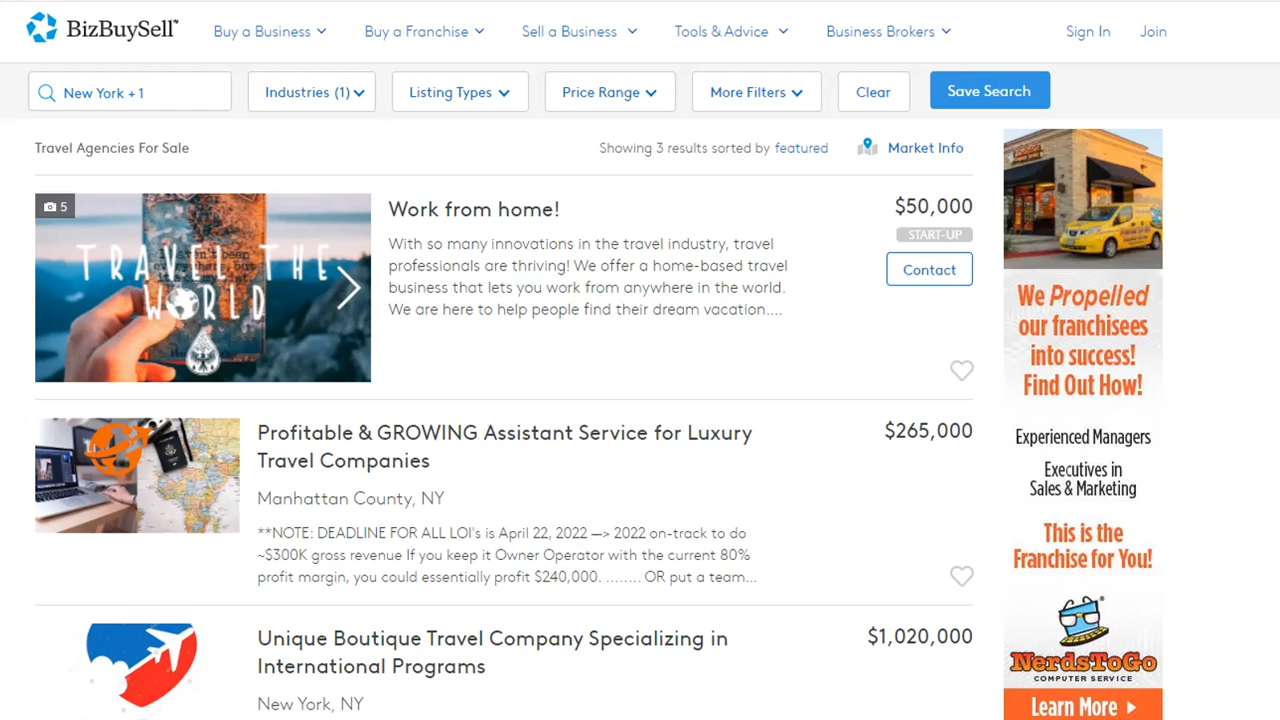 BizBuySell
Buy a Business
Buy a Franchise
Sell a Business
Tools & Advice
Business Brokers
Sign In
Join
New York + 1
Industries (1)
Listing Types
Price Range
More Filters
Clear
Save Search
Travel Agencies For Sale
Showing 3 results sorted by featured
Market Info
5
TRAVEL THE
WORLD
Work from home!
With so many innovations in the travel industry, travel
professionals are thriving! We offer a home-based travel
business that lets you work from anywhere in the world.
We are here to help people find their dream vacation....
$50,000
START-UP
Contact
Profitable & GROWING Assistant Service for Luxury
Travel Companies
Manhattan County, NY
**NOTE: DEADLINE FOR ALL LOI's is April 22, 2022 —> 2022 on-track to do
~$300K gross revenue If you keep it Owner Operator with the current 80%
profit margin, you could essentially profit $240,000. ........ OR put a team...
$265,000
Unique Boutique Travel Company Specializing in
International Programs
New York, NY
$1,020,000
We Propelled
our franchisees
into success!
Find Out How!
Experienced Managers
Executives in
Sales & Marketing
This is the
Franchise for You!
NerdsToGo
COMPUTER SERVICE
Learn More